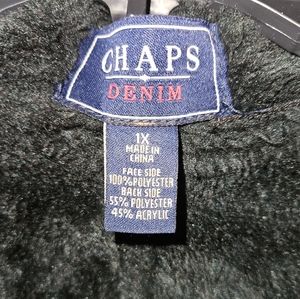 CHAPS
DENIM
1X
MADE IN
CHINA
FACE SIDE
100% POLYESTER
BACK SIDE
55% POLYESTER
45% ACRYLIC